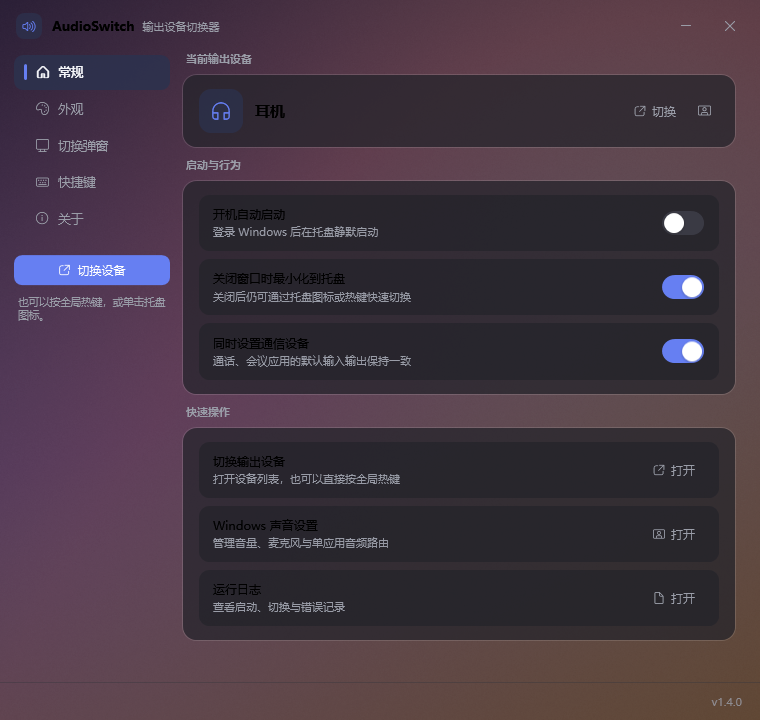 AudioSwitch 输出设备切换器
常规
外观
切换弹窗
快捷键
关于
切换设备
也可以按全局热键，或单击托盘
图标。
当前输出设备
耳机
切换
启动与行为
开机自动启动
登录 Windows 后在托盘静默启动
关闭窗口时最小化到托盘
关闭后仍可通过托盘图标或热键快速切换
同时设置通信设备
通话、会议应用的默认输入输出保持一致
快速操作
切换输出设备
打开设备列表，也可以直接按全局热键
打开
Windows 声音设置
管理音量、麦克风与单应用音频路由
打开
运行日志
查看启动、切换与错误记录
打开
v1.4.0